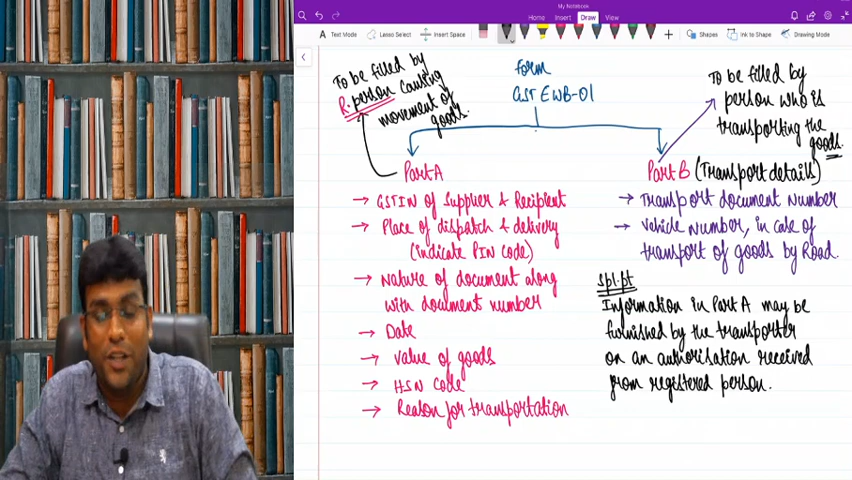 My Notebook
Home Insert Draw View
Text Mode Lasso Select Insert Space Shapes Ink to Shape Drawing Mode
To be filled by
R. person causing
movement of
goods.
Form
GST EWB-01
To be filled by
person who is
transporting the
goods.
Part A
→ GSTIN of Supplier & Recipient
→ Place of dispatch & delivery
(indicate PIN code)
→ Nature of document along
with document number
→ Date
→ Value of goods
→ HSN Code
→ Reason for transportation
Part B (Transport details)
→ Transport document Number
→ Vehicle Number, in case of
transport of goods by Road.
Spl.pt
Information in Part A may be
furnished by the transporter
on an authorisation received
from registered person.